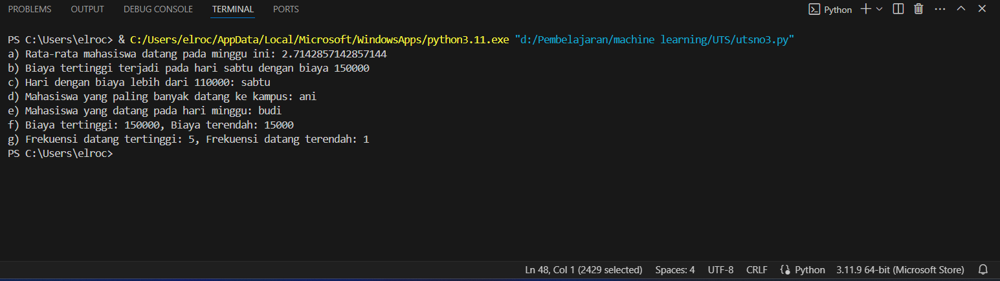 PROBLEMS OUTPUT DEBUG CONSOLE TERMINAL PORTS Python
PS C:\Users\elroc> & C:/Users/elroc/AppData/Local/Microsoft/WindowsApps/python3.11.exe "d:/Pembelajaran/machine learning/UTS/utsno3.py"
a) Rata-rata mahasiswa datang pada minggu ini: 2.7142857142857144
b) Biaya tertinggi terjadi pada hari sabtu dengan biaya 150000
c) Hari dengan biaya lebih dari 110000: sabtu
d) Mahasiswa yang paling banyak datang ke kampus: ani
e) Mahasiswa yang datang pada hari minggu: budi
f) Biaya tertinggi: 150000, Biaya terendah: 15000
g) Frekuensi datang tertinggi: 5, Frekuensi datang terendah: 1
PS C:\Users\elroc>
Ln 48, Col 1 (2429 selected) Spaces: 4 UTF-8 CRLF Python 3.11.9 64-bit (Microsoft Store)